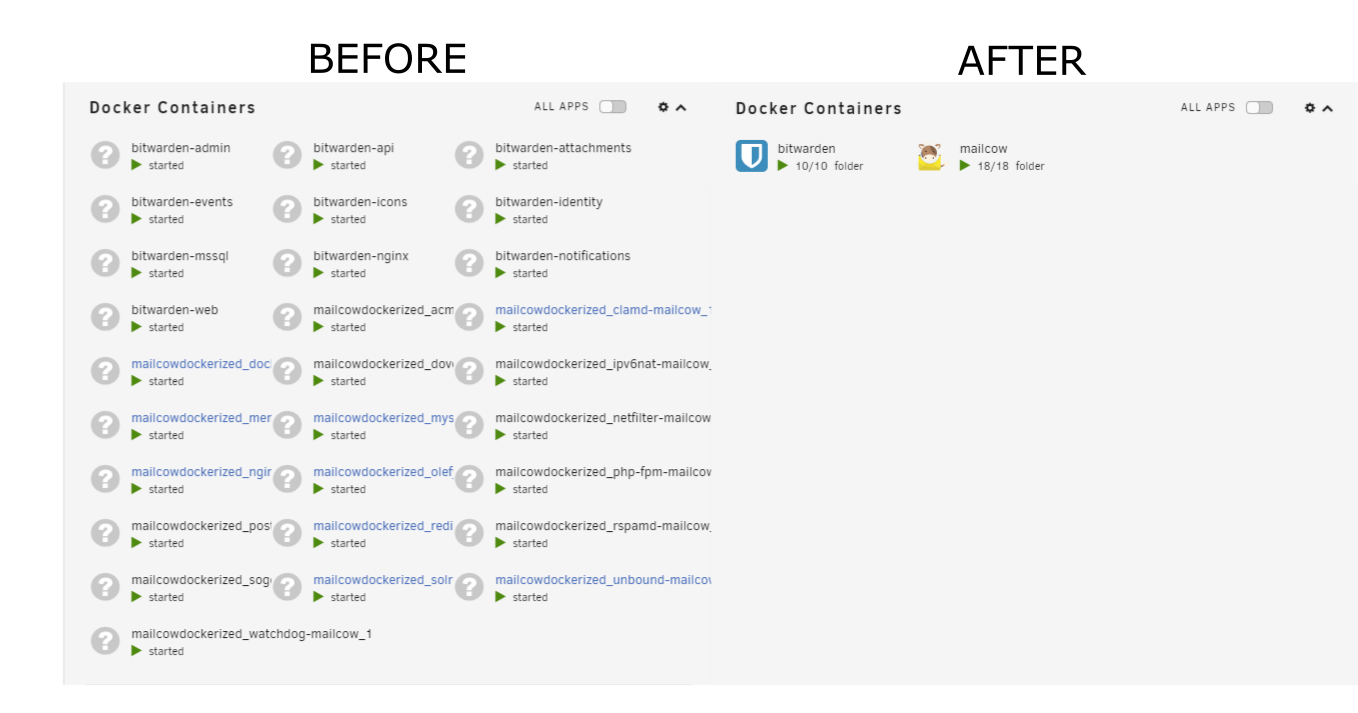 BEFORE
AFTER
Docker Containers
ALL APPS
bitwarden-admin
started
bitwarden-api
started
bitwarden-attachments
started
bitwarden-events
started
bitwarden-icons
started
bitwarden-identity
started
bitwarden-mssql
started
bitwarden-nginx
started
bitwarden-notifications
started
bitwarden-web
started
mailcowdockerized_acm
started
mailcowdockerized_clamd-mailcow_1
started
mailcowdockerized_doc
started
mailcowdockerized_dov
started
mailcowdockerized_ipv6nat-mailcow_
started
mailcowdockerized_mem
started
mailcowdockerized_mys
started
mailcowdockerized_netfilter-mailcow
started
mailcowdockerized_ngin
started
mailcowdockerized_olef
started
mailcowdockerized_php-fpm-mailcow
started
mailcowdockerized_pos
started
mailcowdockerized_redi
started
mailcowdockerized_rspamd-mailcow_
started
mailcowdockerized_sog
started
mailcowdockerized_solr
started
mailcowdockerized_unbound-mailcow
started
mailcowdockerized_watchdog-mailcow_1
started
Docker Containers
ALL APPS
bitwarden
10/10 folder
mailcow
18/18 folder